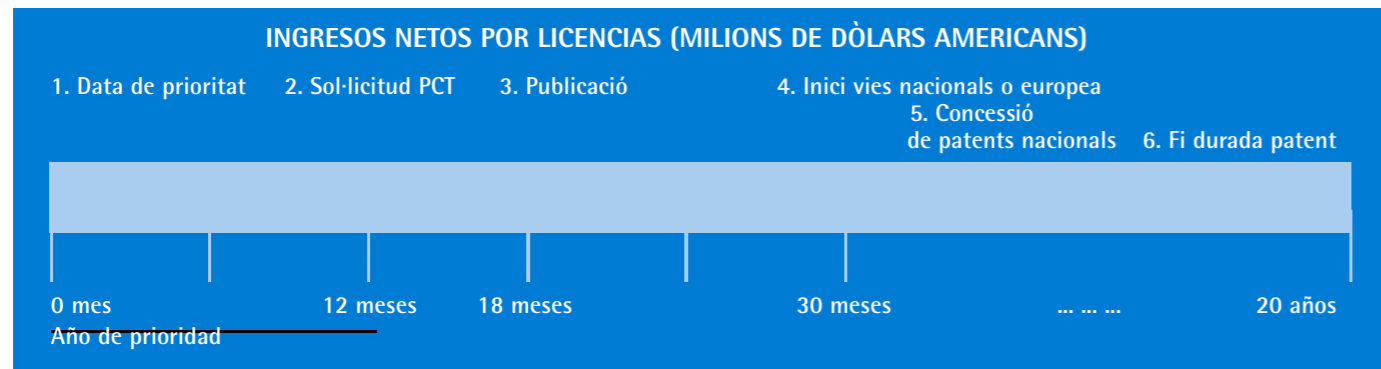 INGRESOS NETOS POR LICENCIAS (MILIONS DE DÒLARS AMERICANS)
1. Data de prioritat 2. Sol·licitud PCT 3. Publicació 4. Inici vies nacionals o europea
5. Concessió
de patents nacionals 6. Fi durada patent
0 mes 12 meses 18 meses 30 meses ... ... ... 20 años
Año de prioridad